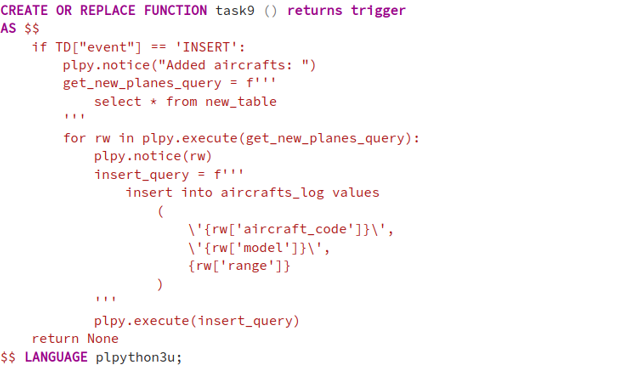 CREATE OR REPLACE FUNCTION task9 () returns trigger
AS $$
    if TD["event"] == 'INSERT':
        plpy.notice("Added aircrafts: ")
        get_new_planes_query = f'''
            select * from new_table
        '''
        for rw in plpy.execute(get_new_planes_query):
            plpy.notice(rw)
            insert_query = f'''
                insert into aircrafts_log values
                    (
                        \'{rw['aircraft_code']}\',
                        \'{rw['model']}\',
                        {rw['range']}
                    )
            '''
            plpy.execute(insert_query)
    return None
$$ LANGUAGE plpython3u;